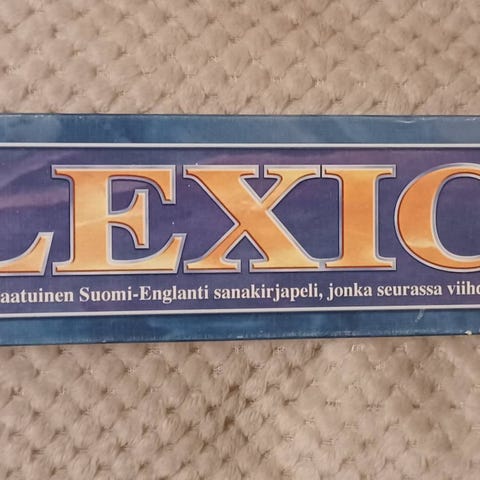 LEXIC
aatuinen Suomi-Englanti sanakirjapeli, jonka seurassa viiho